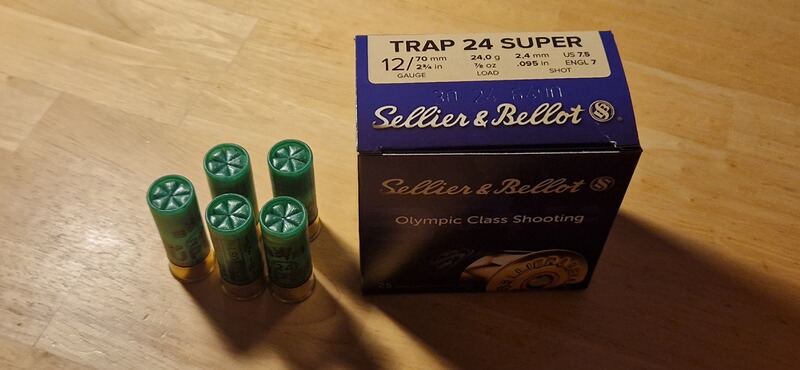 TRAP 24 SUPER
12/ 70 mm 24,0 g 2,4 mm US 7.5
2¾ in ⅞ oz .095 in ENGL 7
GAUGE LOAD SHOT
Sellier & Bellot
Sellier & Bellot
Olympic Class Shooting
25